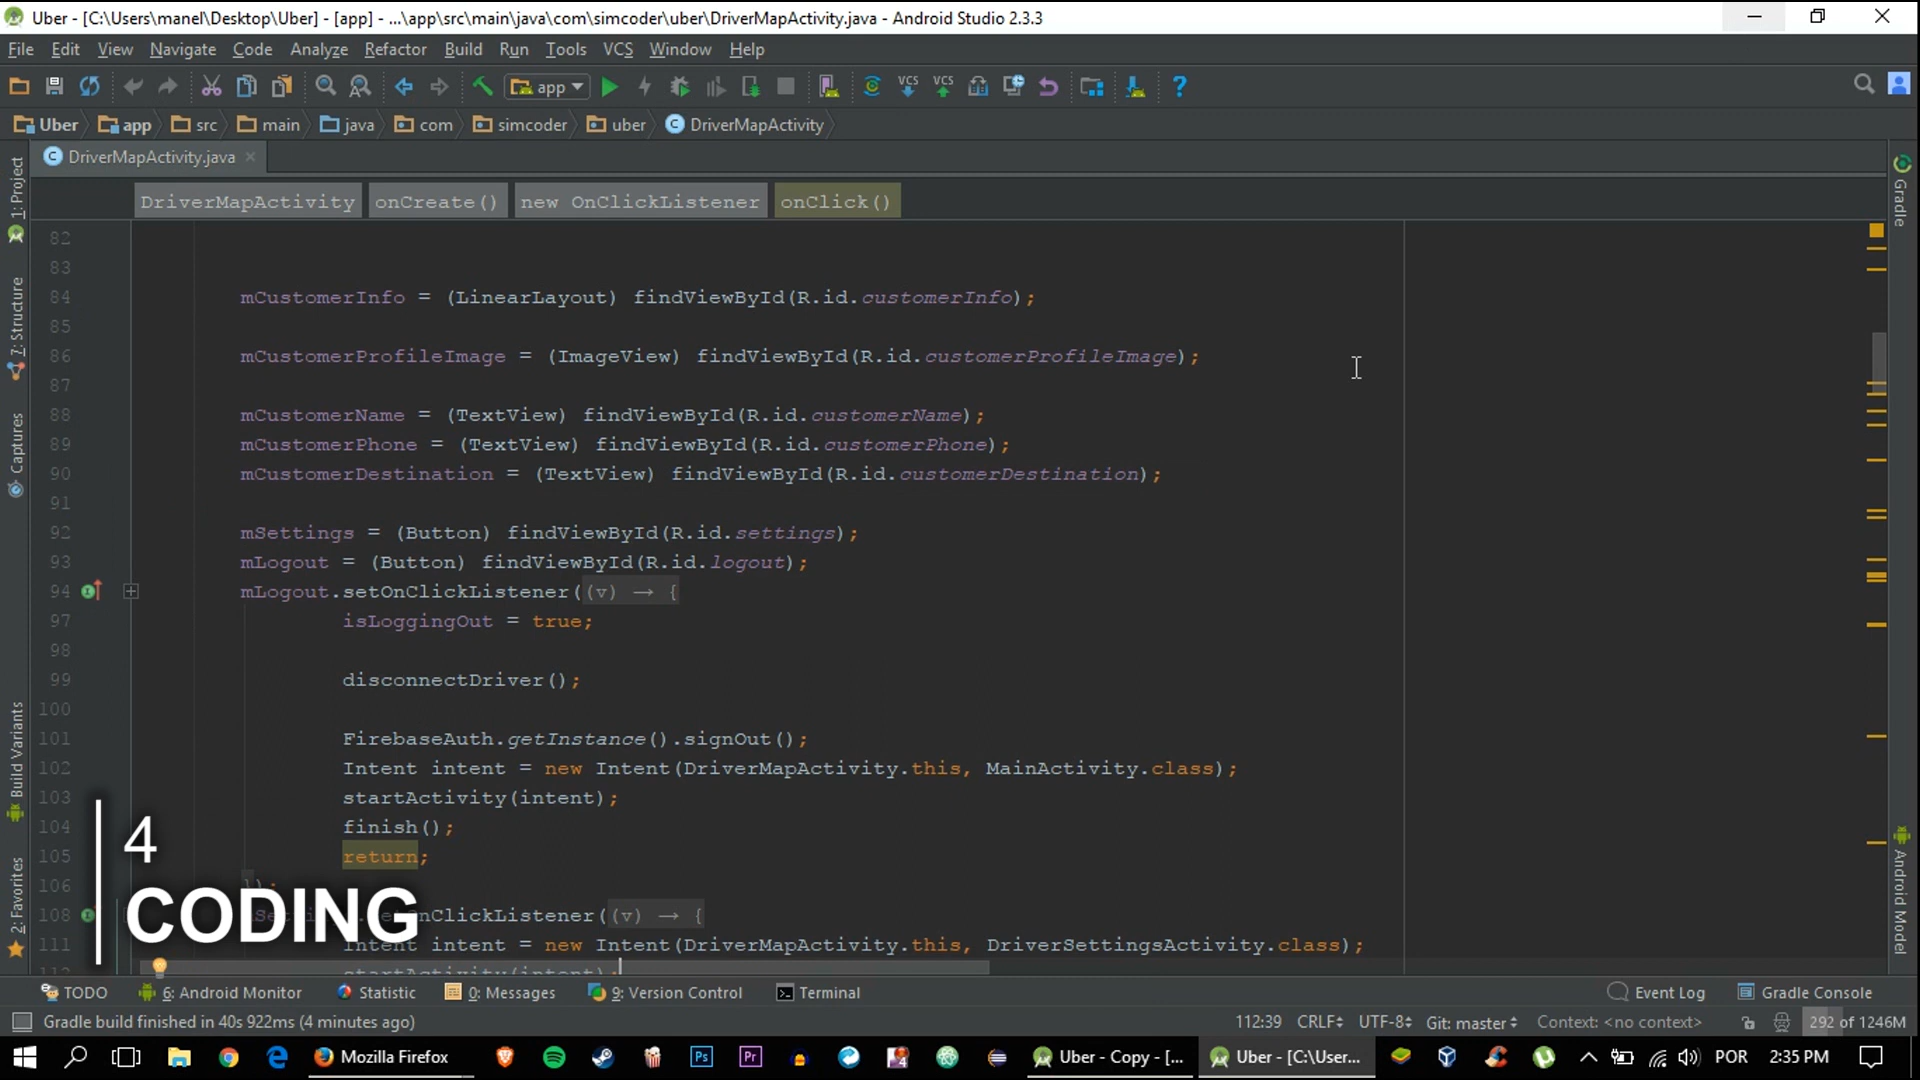 Uber - [C:\Users\manel\Desktop\Uber] - [app] - ...\app\src\main\java\com\simcoder\uber\DriverMapActivity.java - Android Studio 2.3.3
File Edit View Navigate Code Analyze Refactor Build Run Tools VCS Window Help
app VCS VCS ?
Uber app src main java com simcoder uber DriverMapActivity
DriverMapActivity.java
1: Project
7: Structure
Captures
Build Variants
2: Favorites
Gradle
Android Model
DriverMapActivity onCreate() new OnClickListener onClick()
82
83
84 mCustomerInfo = (LinearLayout) findViewById(R.id.customerInfo);
85
86 mCustomerProfileImage = (ImageView) findViewById(R.id.customerProfileImage);
87
88 mCustomerName = (TextView) findViewById(R.id.customerName);
89 mCustomerPhone = (TextView) findViewById(R.id.customerPhone);
90 mCustomerDestination = (TextView) findViewById(R.id.customerDestination);
91
92 mSettings = (Button) findViewById(R.id.settings);
93 mLogout = (Button) findViewById(R.id.logout);
94 mLogout.setOnClickListener((v) → {
97 isLoggingOut = true;
98
99 disconnectDriver();
100
101 FirebaseAuth.getInstance().signOut();
102 Intent intent = new Intent(DriverMapActivity.this, MainActivity.class);
103 startActivity(intent);
104 finish();
105 return;
106 });
108 OnClickListener((v) → {
111 Intent intent = new Intent(DriverMapActivity.this, DriverSettingsActivity.class);
112 startActivity(intent);
4
CODING
TODO 6: Android Monitor Statistic 0: Messages 9: Version Control Terminal Event Log Gradle Console
Gradle build finished in 40s 922ms (4 minutes ago) 112:39 CRLF UTF-8 Git: master Context: <no context> 292 of 1246M
Mozilla Firefox Ps Pr Uber - Copy - [... Uber - [C:\User... POR 2:35 PM